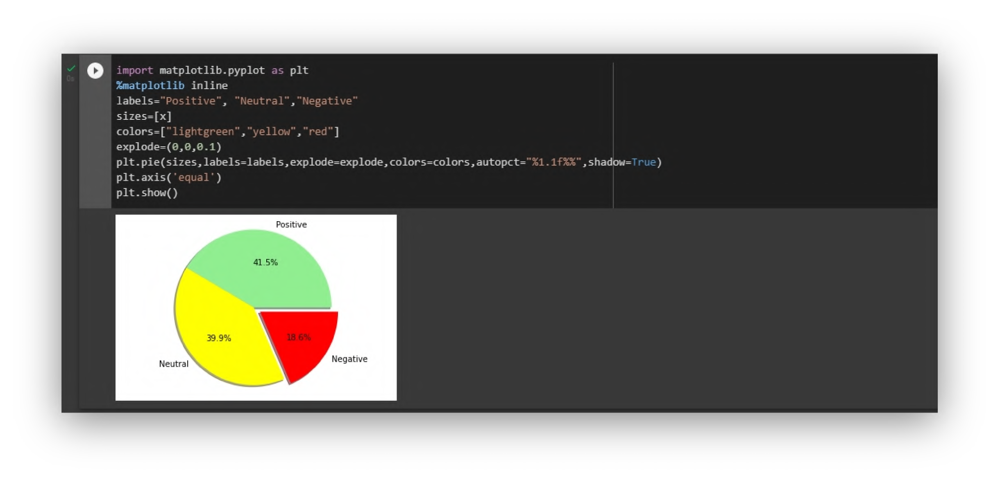 import matplotlib.pyplot as plt
0s
%matplotlib inline
labels="Positive", "Neutral","Negative"
sizes=[x]
colors=["lightgreen","yellow","red"]
explode=(0,0,0.1)
plt.pie(sizes,labels=labels,explode=explode,colors=colors,autopct="%1.1f%%",shadow=True)
plt.axis('equal')
plt.show()
Positive
41.5%
39.9%
18.6%
Neutral
Negative